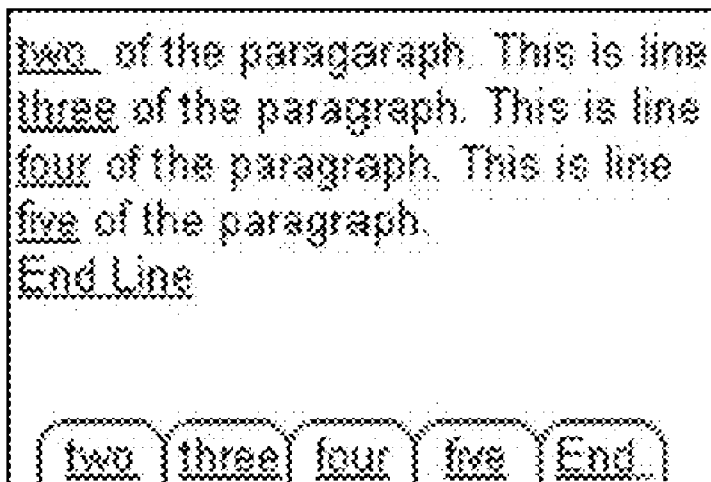 two of the paragaraph. This is line
three of the paragraph. This is line
four of the paragraph. This is line
five of the paragraph.
End Line
two three four five End